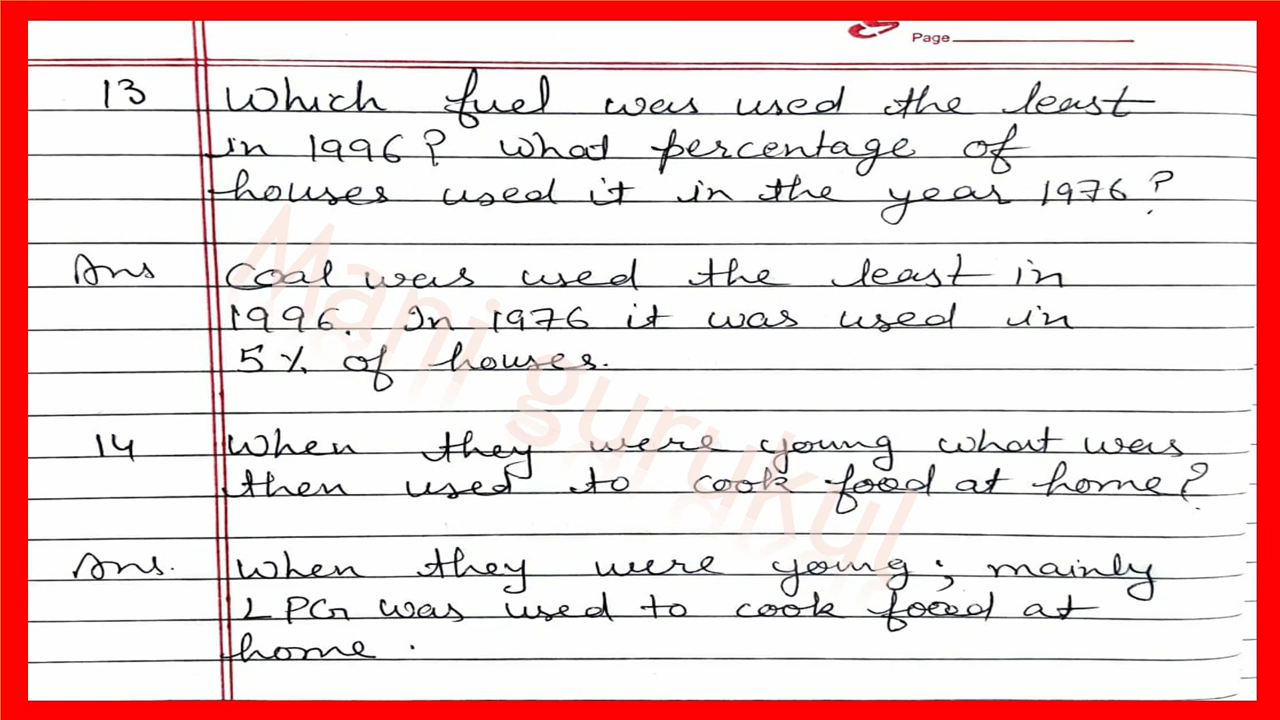 Page
13 Which fuel was used the least
in 1996? What percentage of
houses used it in the year 1976?
Ans Coal was used the least in
1996. In 1976 it was used in
5% of houses.
14 When they were young what was
then used to cook food at home?
Ans. When they were young; mainly
LPG was used to cook food at
home.
Mani gurukul